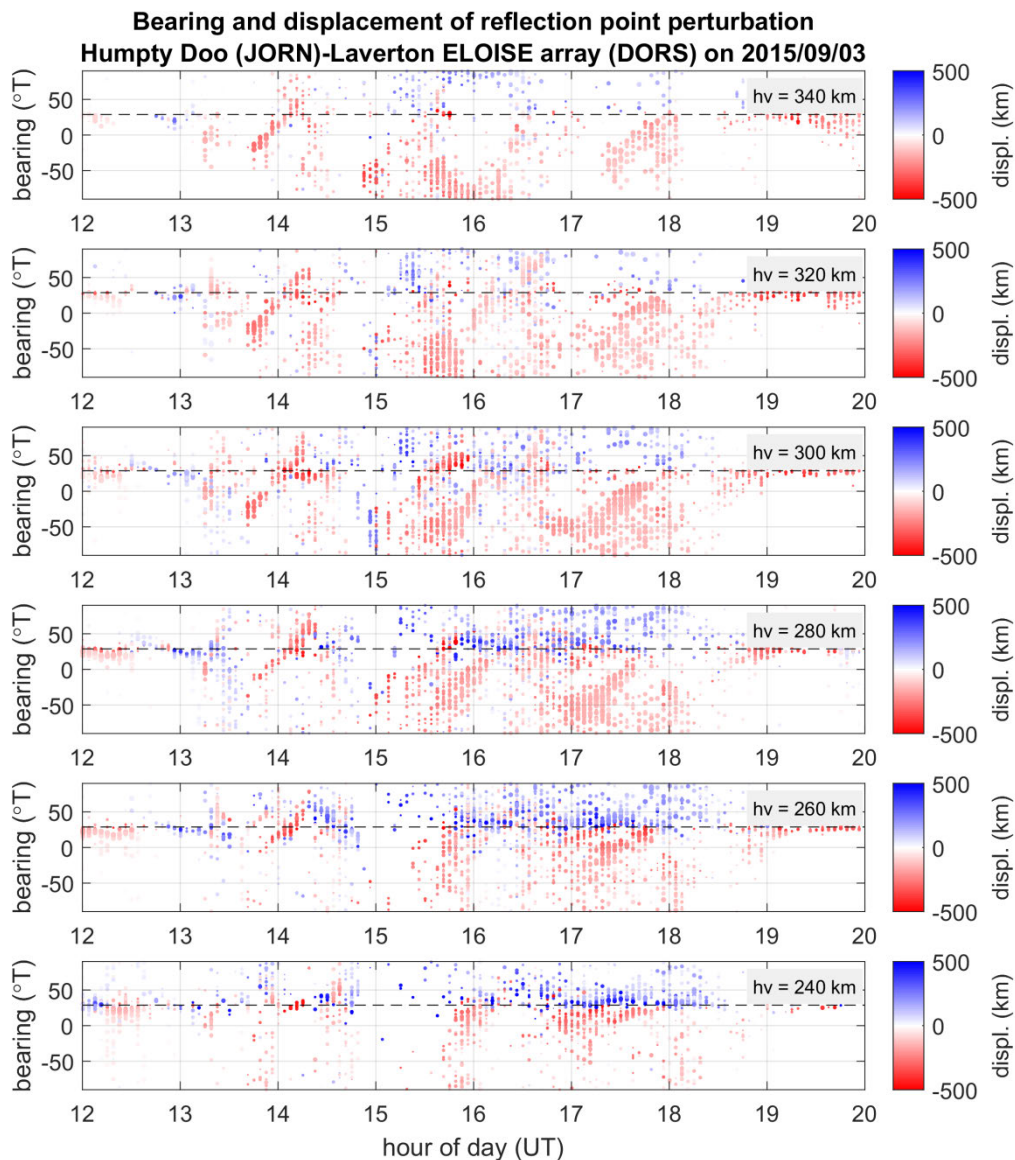 Bearing and displacement of reflection point perturbation
Humpty Doo (JORN)-Laverton ELOISE array (DORS) on 2015/09/03
bearing (°T)
50
0
-50
hv = 340 km
12 13 14 15 16 17 18 19 20
500
0
-500
displ. (km)
bearing (°T)
50
0
-50
hv = 320 km
12 13 14 15 16 17 18 19 20
500
0
-500
displ. (km)
bearing (°T)
50
0
-50
hv = 300 km
12 13 14 15 16 17 18 19 20
500
0
-500
displ. (km)
bearing (°T)
50
0
-50
hv = 280 km
12 13 14 15 16 17 18 19 20
500
0
-500
displ. (km)
bearing (°T)
50
0
-50
hv = 260 km
12 13 14 15 16 17 18 19 20
500
0
-500
displ. (km)
bearing (°T)
50
0
-50
hv = 240 km
12 13 14 15 16 17 18 19 20
500
0
-500
displ. (km)
hour of day (UT)